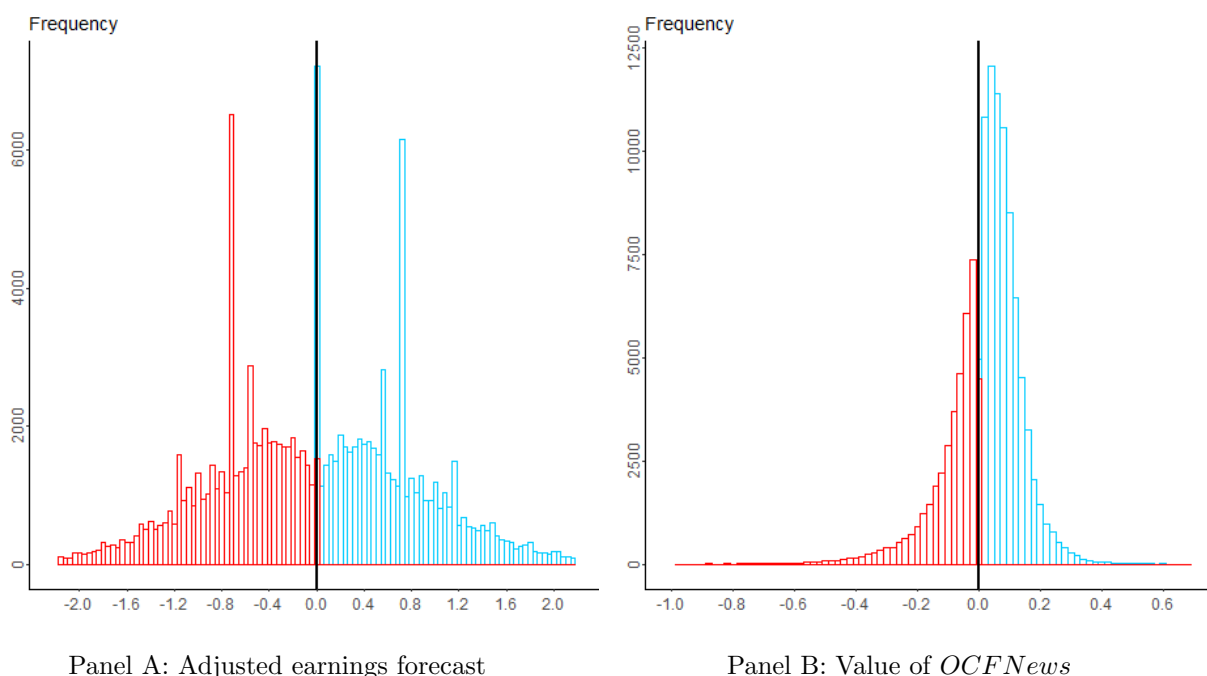 Frequency
6000
4000
2000
0
-2.0 -1.6 -1.2 -0.8 -0.4 0.0 0.4 0.8 1.2 1.6 2.0
Panel A: Adjusted earnings forecast
Frequency
12500
10000
7500
5000
2500
0
-1.0 -0.8 -0.6 -0.4 -0.2 0.0 0.2 0.4 0.6
Panel B: Value of OCFNews